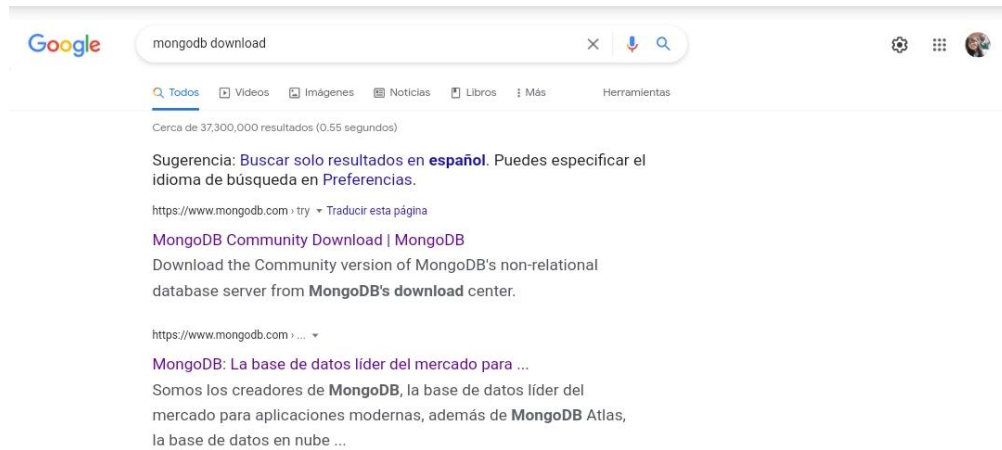 Google
mongodb download
Todos Videos Imágenes Noticias Libros Más Herramientas
Cerca de 37,300,000 resultados (0.55 segundos)
Sugerencia: Buscar solo resultados en español. Puedes especificar el
idioma de búsqueda en Preferencias.
https://www.mongodb.com › try Traducir esta página
MongoDB Community Download | MongoDB
Download the Community version of MongoDB's non-relational
database server from MongoDB's download center.
https://www.mongodb.com › ...
MongoDB: La base de datos líder del mercado para ...
Somos los creadores de MongoDB, la base de datos líder del
mercado para aplicaciones modernas, además de MongoDB Atlas,
la base de datos en nube ...